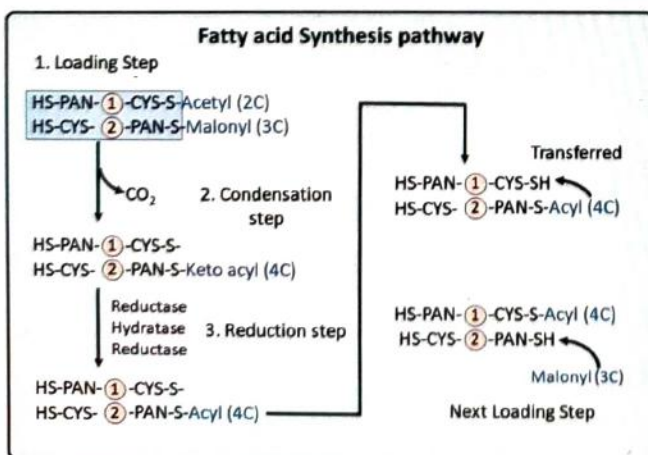 Fatty acid Synthesis pathway
1. Loading Step
HS-PAN-①-CYS-S-Acetyl (2C)
HS-CYS- ②-PAN-S-Malonyl (3C)
CO₂
2. Condensation
step
HS-PAN-①-CYS-S-
HS-CYS- ②-PAN-S-Keto acyl (4C)
Reductase
Hydratase
Reductase
3. Reduction step
HS-PAN-①-CYS-S-
HS-CYS- ②-PAN-S-Acyl (4C)
Transferred
HS-PAN-①-CYS-SH
HS-CYS- ②-PAN-S-Acyl (4C)
HS-PAN-①-CYS-S-Acyl (4C)
HS-CYS- ②-PAN-SH
Malonyl (3C)
Next Loading Step